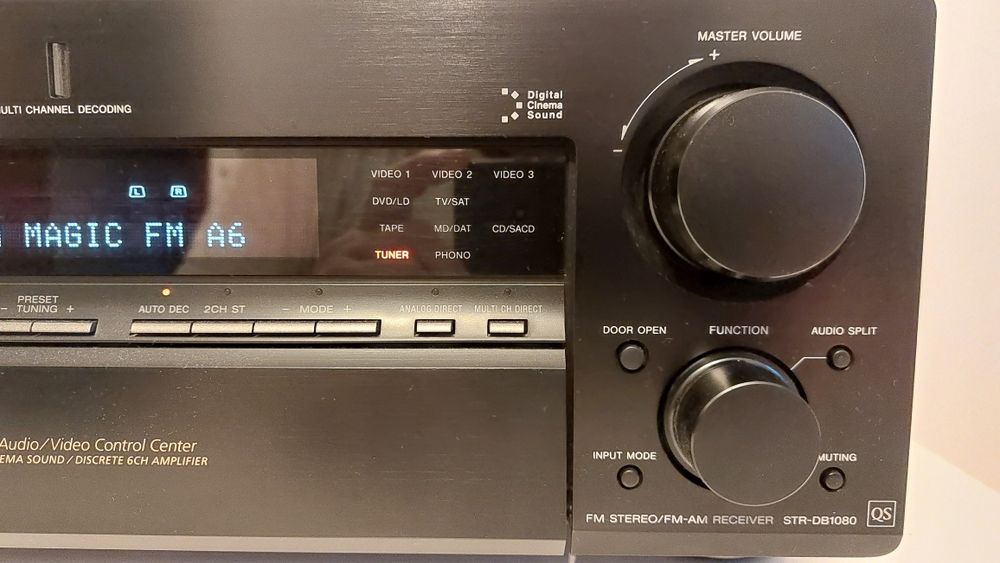 MASTER VOLUME
+
−
MULTI CHANNEL DECODING
Digital
Cinema
Sound
VIDEO 1 VIDEO 2 VIDEO 3
DVD/LD TV/SAT
TAPE MD/DAT CD/SACD
TUNER PHONO
L R
MAGIC FM A6
PRESET
− TUNING +
AUTO DEC 2CH ST − MODE + ANALOG DIRECT MULTI CH DIRECT
DOOR OPEN FUNCTION AUDIO SPLIT
Audio/Video Control Center
EMA SOUND / DISCRETE 6CH AMPLIFIER
INPUT MODE MUTING
FM STEREO/FM-AM RECEIVER STR-DB1080 QS